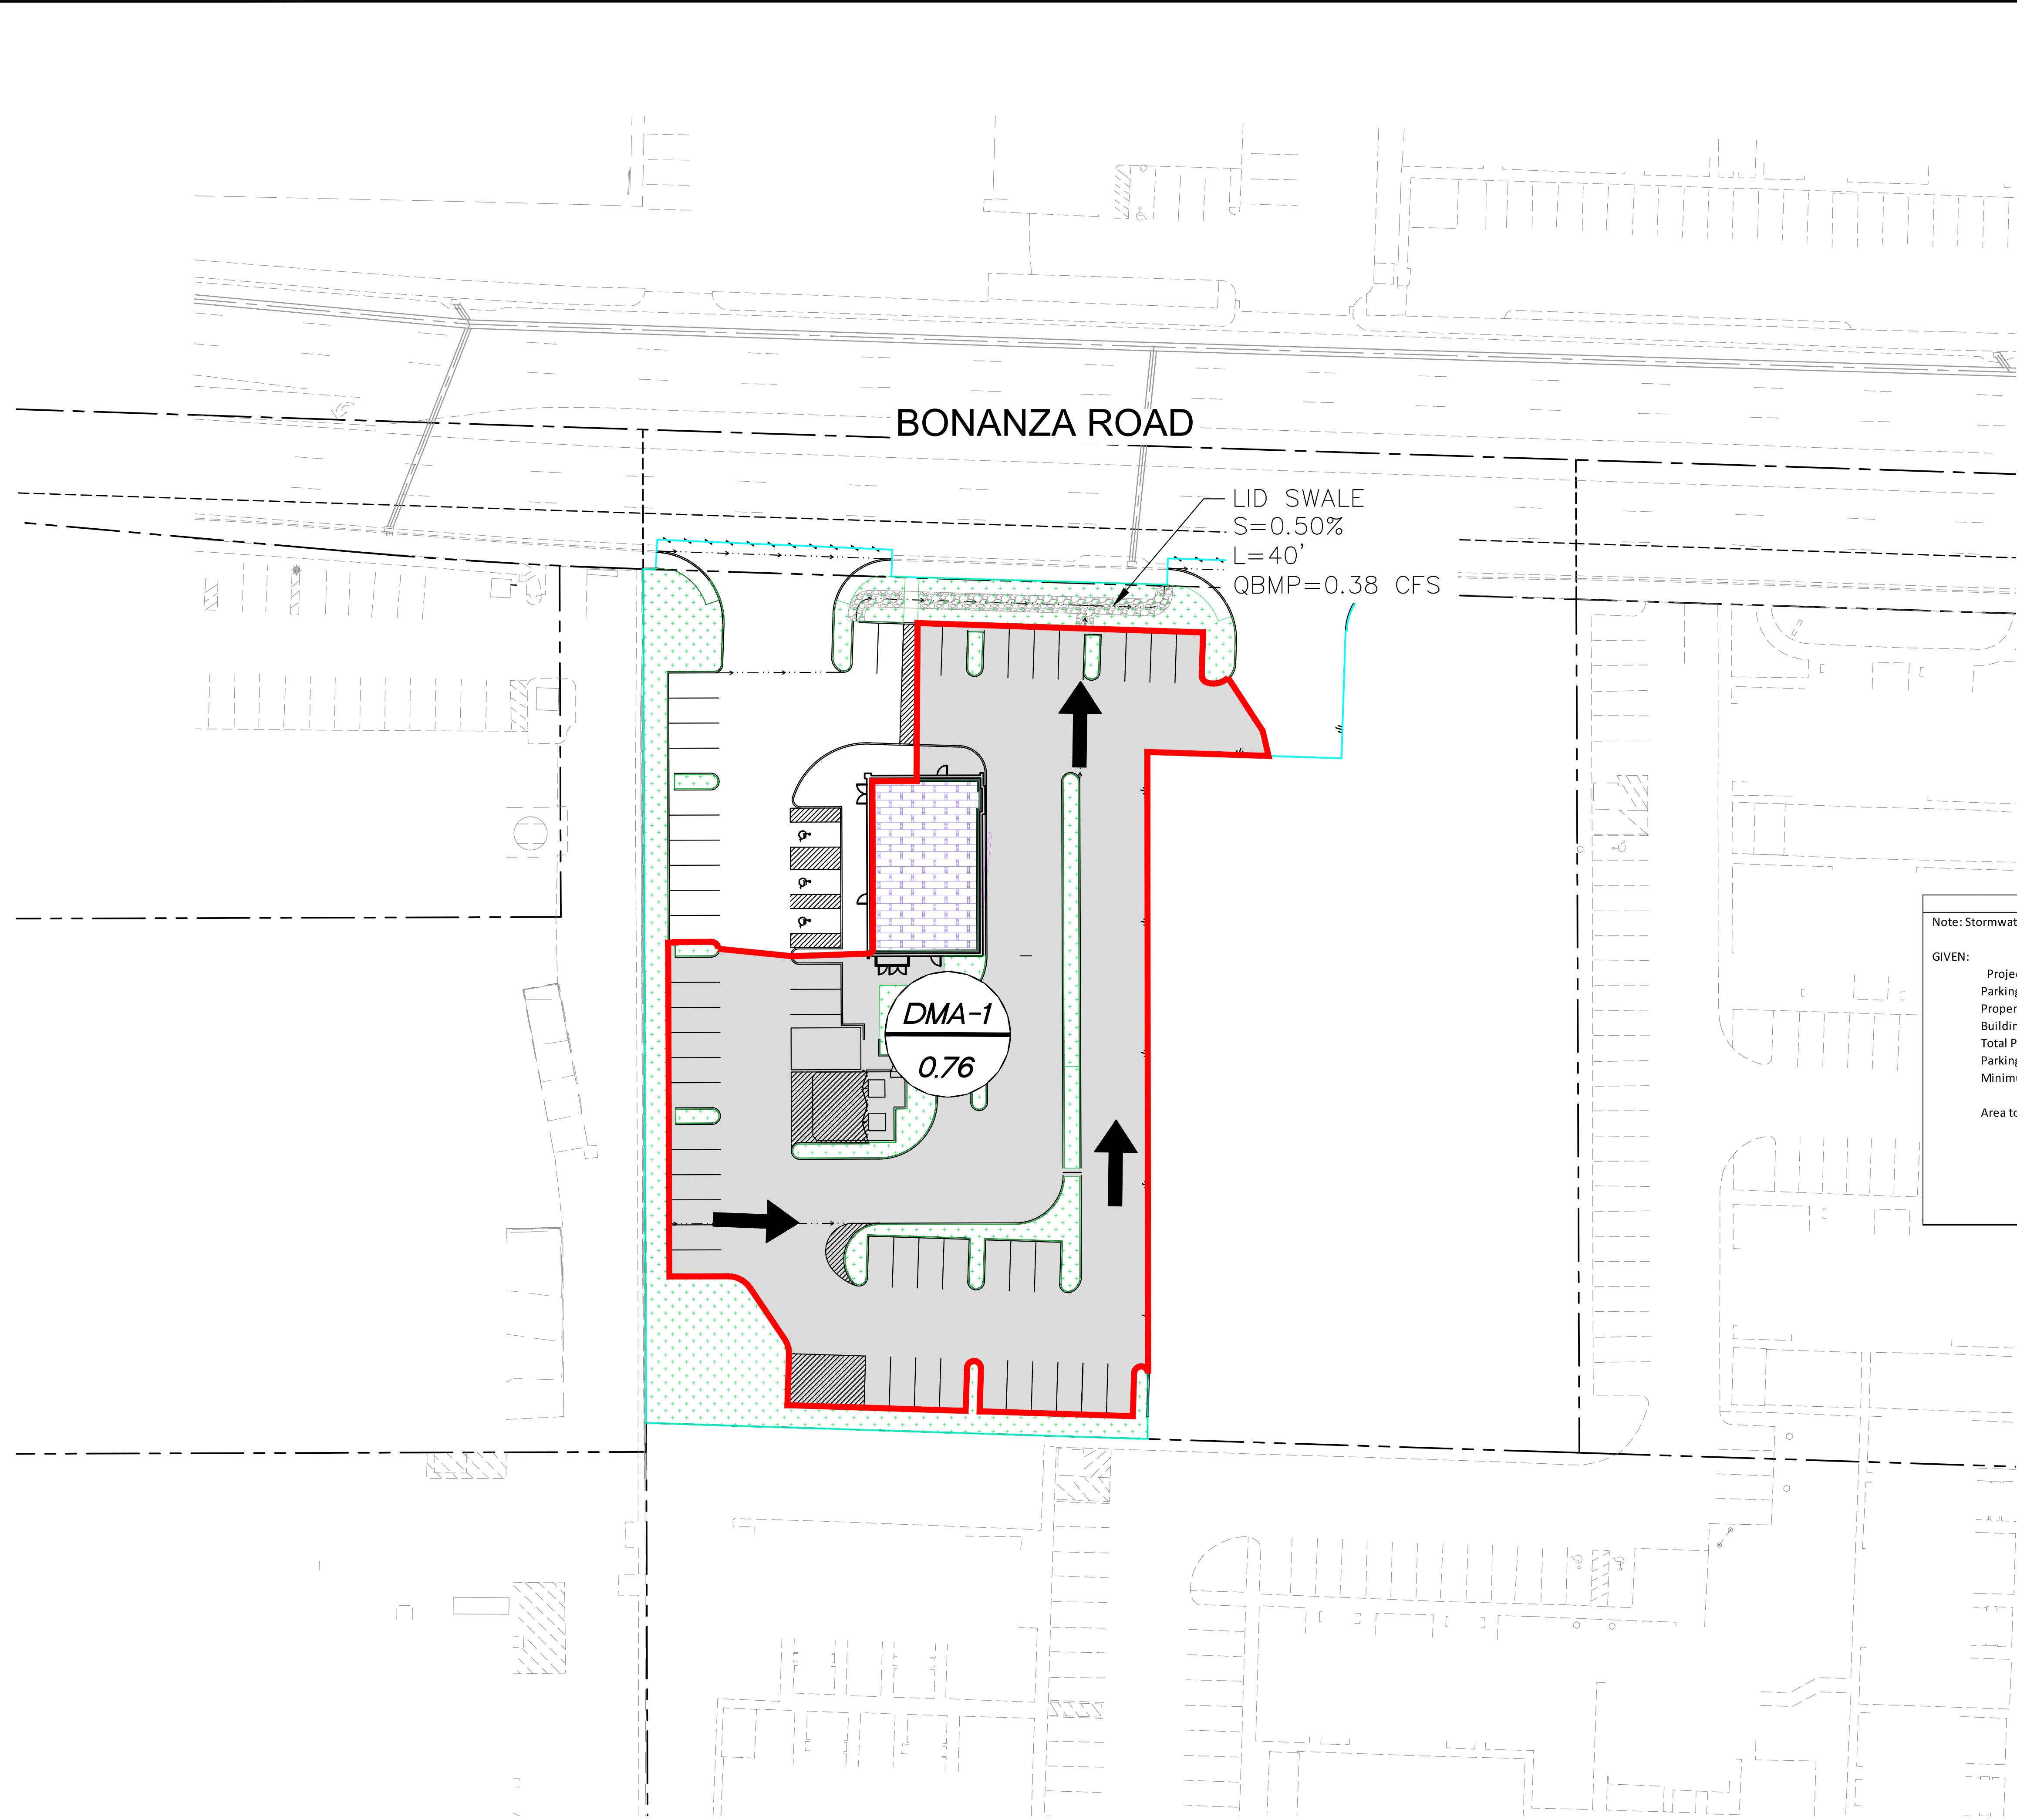 BONANZA ROAD
LID SWALE
S=0.50%
L=40'
QBMP=0.38 CFS
DMA-1
0.76
Note: Stormwat
GIVEN:
Projec
Parking
Proper
Buildin
Total P
Parking
Minimu
Area to